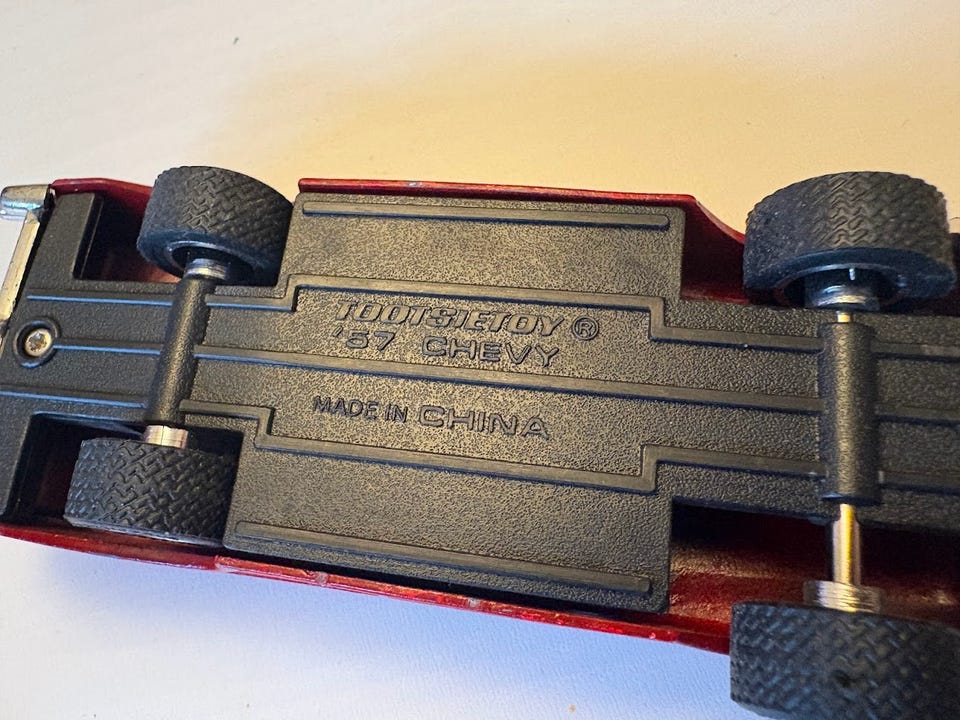 TOOTSIETOY ®
'57 CHEVY
MADE IN CHINA